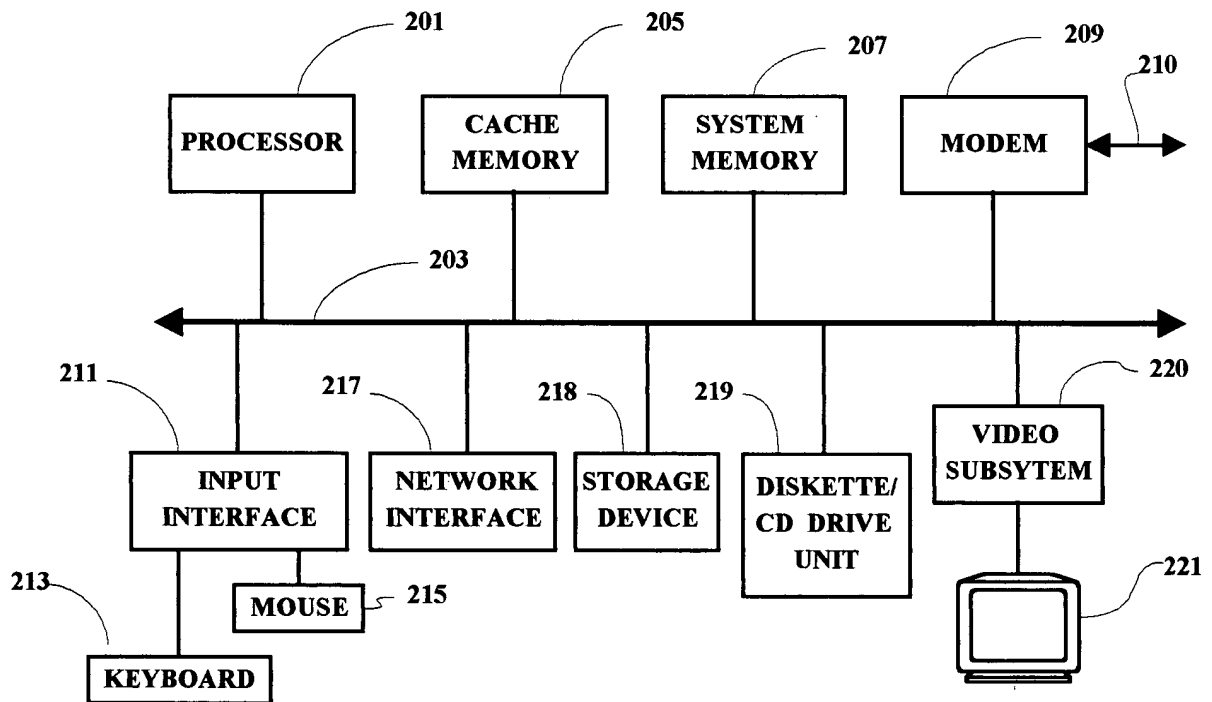 201
205
207
209
210
PROCESSOR
CACHE
MEMORY
SYSTEM
MEMORY
MODEM
203
211
217
218
219
220
INPUT
INTERFACE
NETWORK
INTERFACE
STORAGE
DEVICE
DISKETTE/
CD DRIVE
UNIT
VIDEO
SUBSYTEM
213
MOUSE
215
221
KEYBOARD